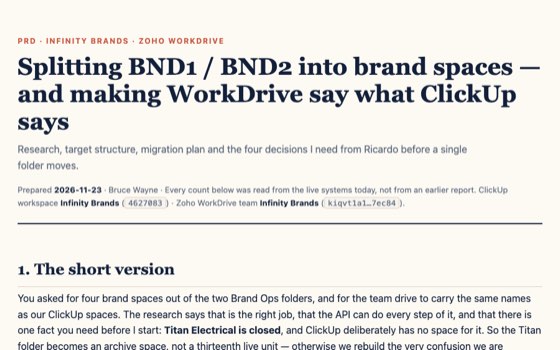 PRD · INFINITY BRANDS · ZOHO WORKDRIVE
Splitting BND1 / BND2 into brand spaces —
and making WorkDrive say what ClickUp
says
Research, target structure, migration plan and the four decisions I need from Ricardo before a single
folder moves.
Prepared 2026-11-23 · Bruce Wayne · Every count below was read from the live systems today, not from an earlier report. ClickUp
workspace Infinity Brands ( 4627083 ) · Zoho WorkDrive team Infinity Brands ( kiqvt1a1…7ec84 ).
1. The short version
You asked for four brand spaces out of the two Brand Ops folders, and for the team drive to carry the same names
as our ClickUp spaces. The research says that is the right job, that the API can do every step of it, and that there is
one fact you need before I start: Titan Electrical is closed, and ClickUp deliberately has no space for it. So the Titan
folder becomes an archive space, not a thirteenth live unit — otherwise we rebuild the very confusion we are